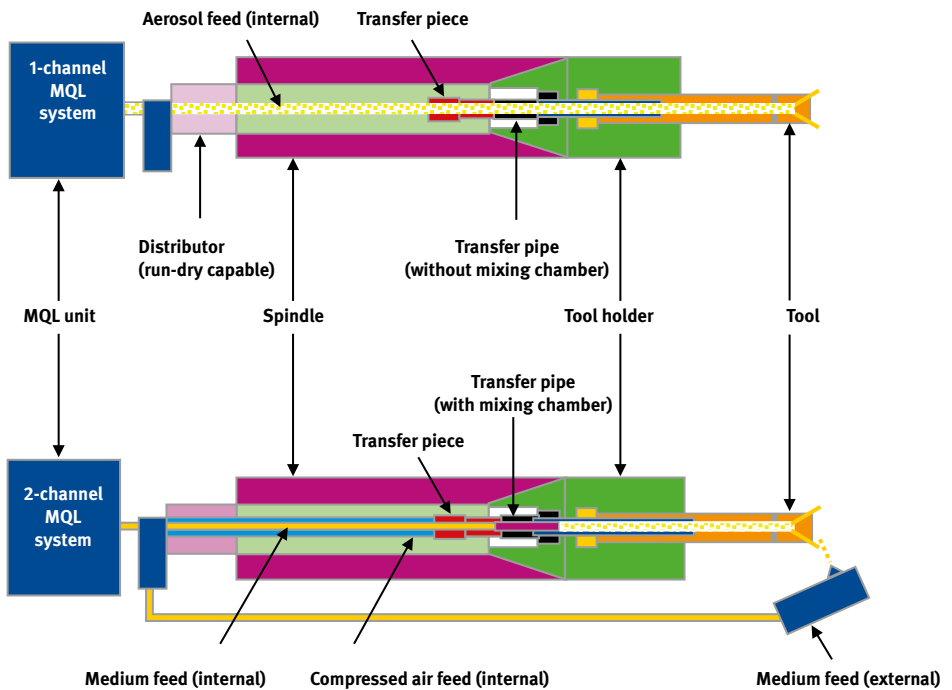 Aerosol feed (internal)
Transfer piece
1-channel
MQL
system
Distributor
(run-dry capable)
Transfer pipe
(without mixing chamber)
MQL unit
Spindle
Tool holder
Tool
Transfer pipe
(with mixing chamber)
Transfer piece
2-channel
MQL
system
Medium feed (internal)
Compressed air feed (internal)
Medium feed (external)